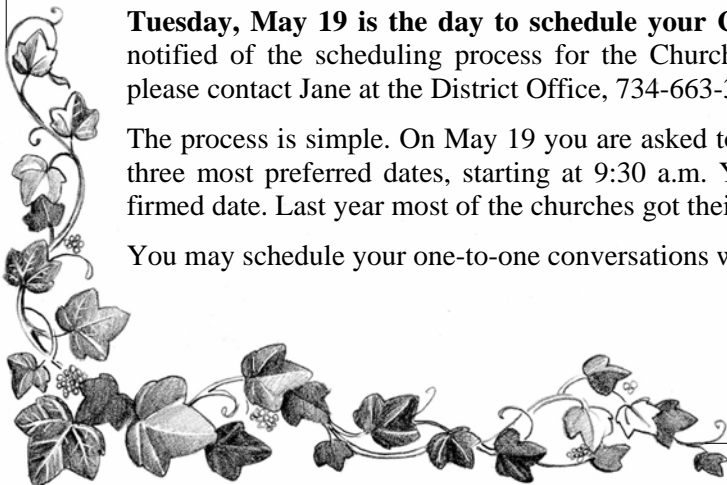 Tuesday, May 19 is the day to schedule your
notified of the scheduling process for the Church
please contact Jane at the District Office, 734-663-
The process is simple. On May 19 you are asked to
three most preferred dates, starting at 9:30 a.m.
firmed date. Last year most of the churches got thei
You may schedule your one-to-one conversations w